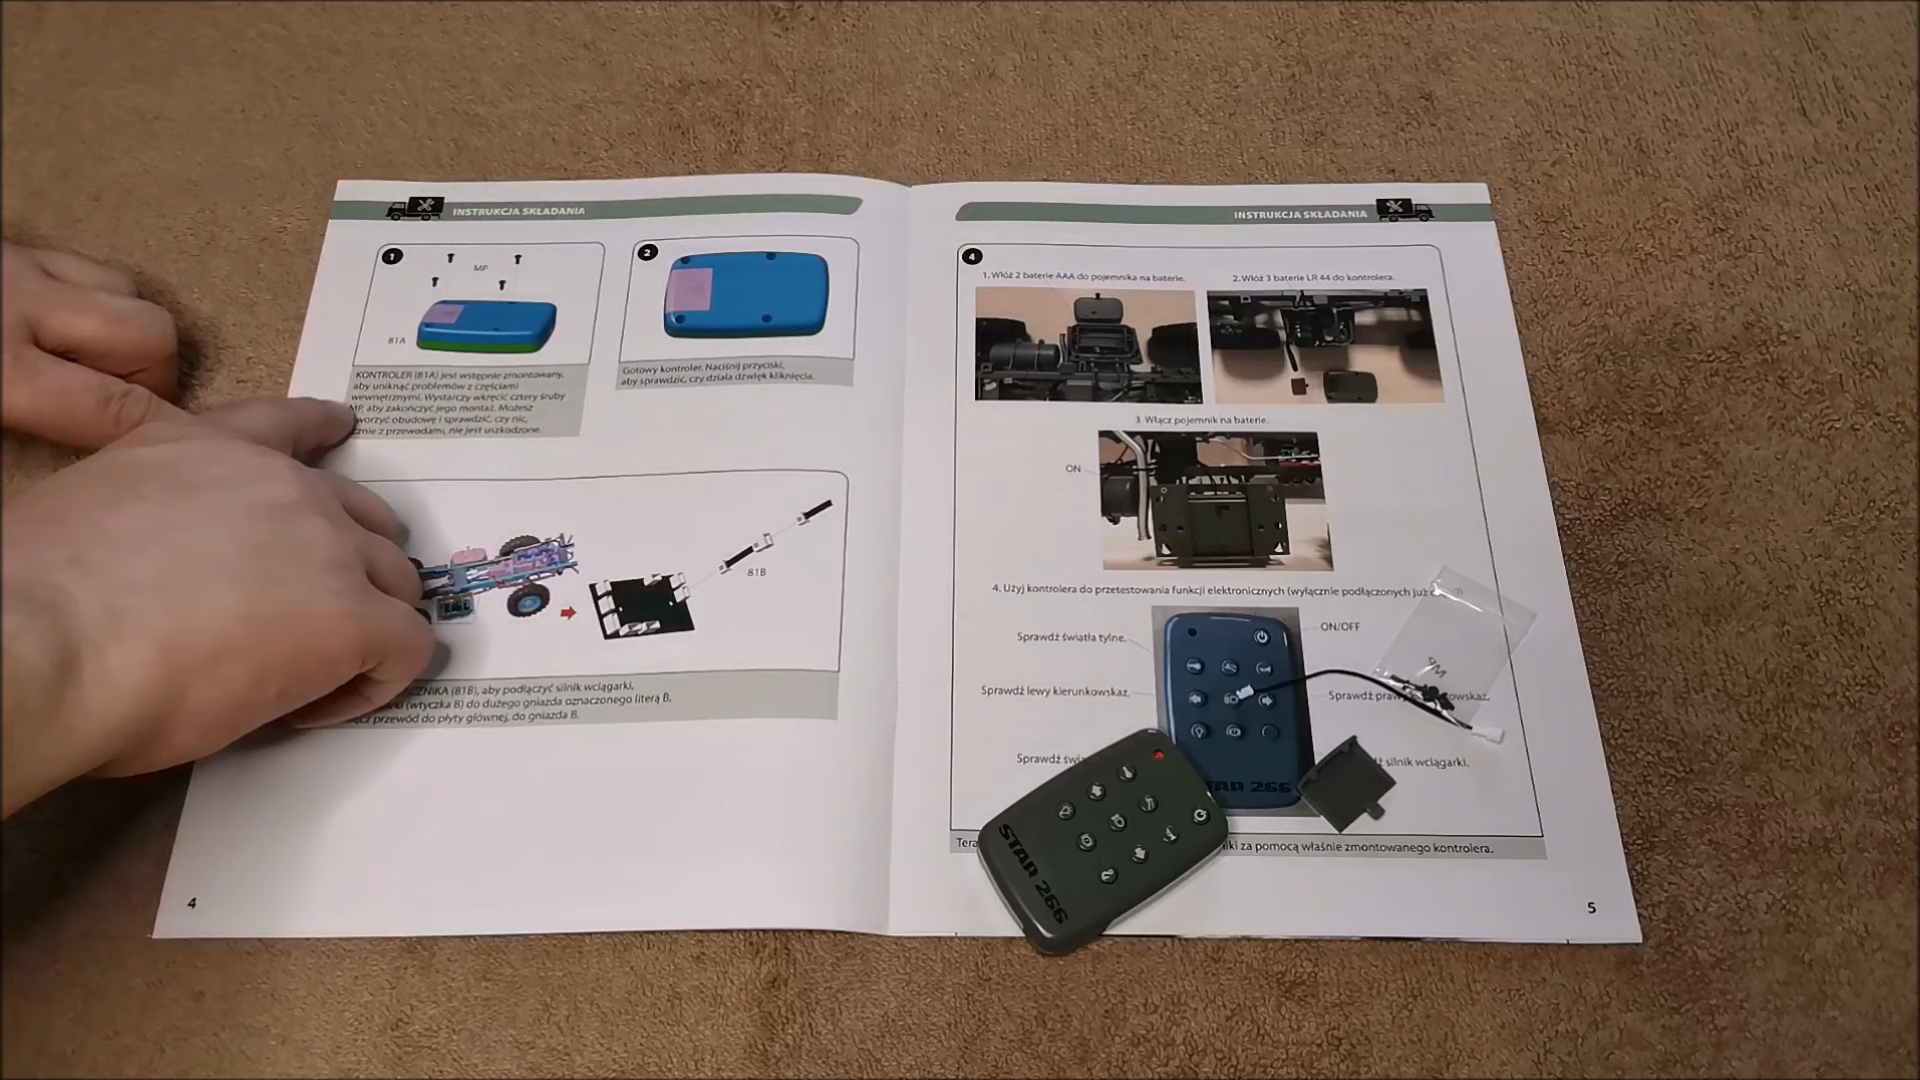 INSTRUKCJA SKŁADANIA
1
MP
81A
KONTROLER (81A) jest wstępnie zmontowany,
aby uniknąć problemów z częściami
wewnętrznymi. Wystarczy wkręcić cztery śruby
MP, aby zakończyć jego montaż. Możesz
obudowę i sprawdzić, czy nic,
z przewodami, nie jest uszkodzone.
2
Gotowy kontroler. Naciśnij przyciski,
aby sprawdzić, czy działa dźwięk kliknięcia.
81B
(81B), aby podłączyć silnik wciągarki.
(wtyczka B) do dużego gniazda oznaczonego literą B.
przewód do płyty głównej, do gniazda B.
4
INSTRUKCJA SKŁADANIA
4
1. Włóż 2 baterie AAA do pojemnika na baterie.
2. Włóż 3 baterie LR 44 do kontrolera.
3. Włącz pojemnik na baterie.
ON
4. Użyj kontrolera do przetestowania funkcji elektronicznych (wyłącznie podłączonych już
Sprawdź światła tylne.
ON/OFF
Sprawdź lewy kierunkowskaz.
Sprawdź
MP
Sprawdź
silnik wciągarki.
STAR 266
STAR 266
za pomocą właśnie zmontowanego kontrolera.
5